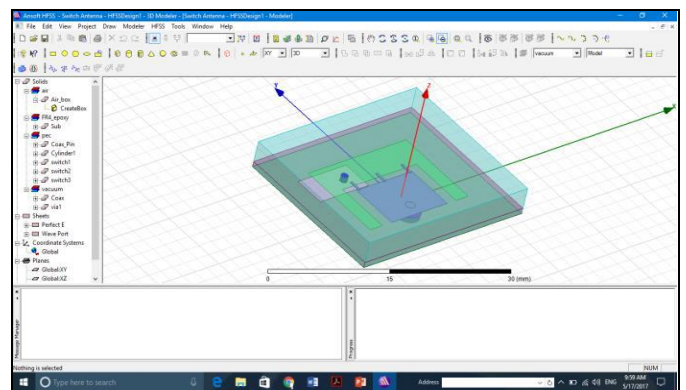 Ansoft HFSS - Switch Antenna - HFSSDesign1 - 3D Modeler - [Switch Antenna - HFSSDesign1 - Modeler]
File Edit View Project Draw Modeler HFSS Tools Window Help
XY 3D vacuum Model
Solids
air
Air_box
CreateBox
FR4_epoxy
Sub
pec
Coax_Pin
Cylinder1
switch1
switch2
switch3
vacuum
Coax
via1
Sheets
Perfect E
Wave Port
Coordinate Systems
Global
Planes
Global:XY
Global:XZ
Y
Z
X
0 15 30 (mm)
Message Manager
Progress
Nothing is selected NUM
Type here to search
Address
ENG
9:59 AM
5/17/2017